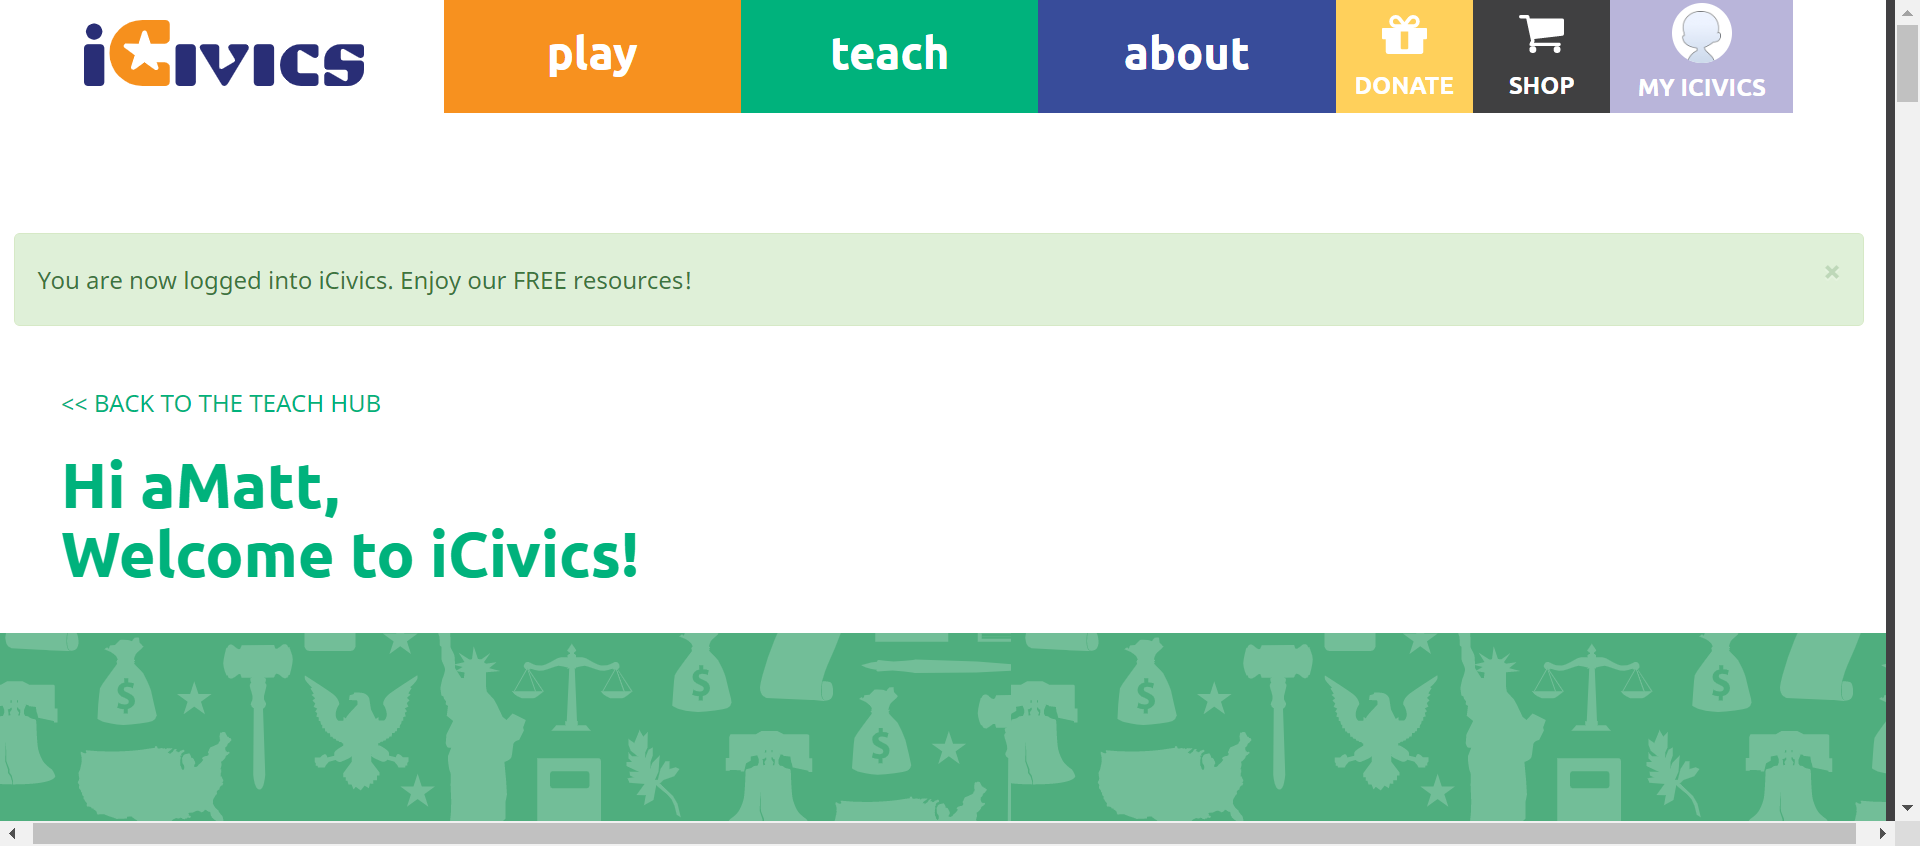 iCivics
play
teach
about
DONATE
SHOP
MY ICIVICS
You are now logged into iCivics. Enjoy our FREE resources!
×
<< BACK TO THE TEACH HUB
Hi aMatt,
Welcome to iCivics!
$ $ $ $ $